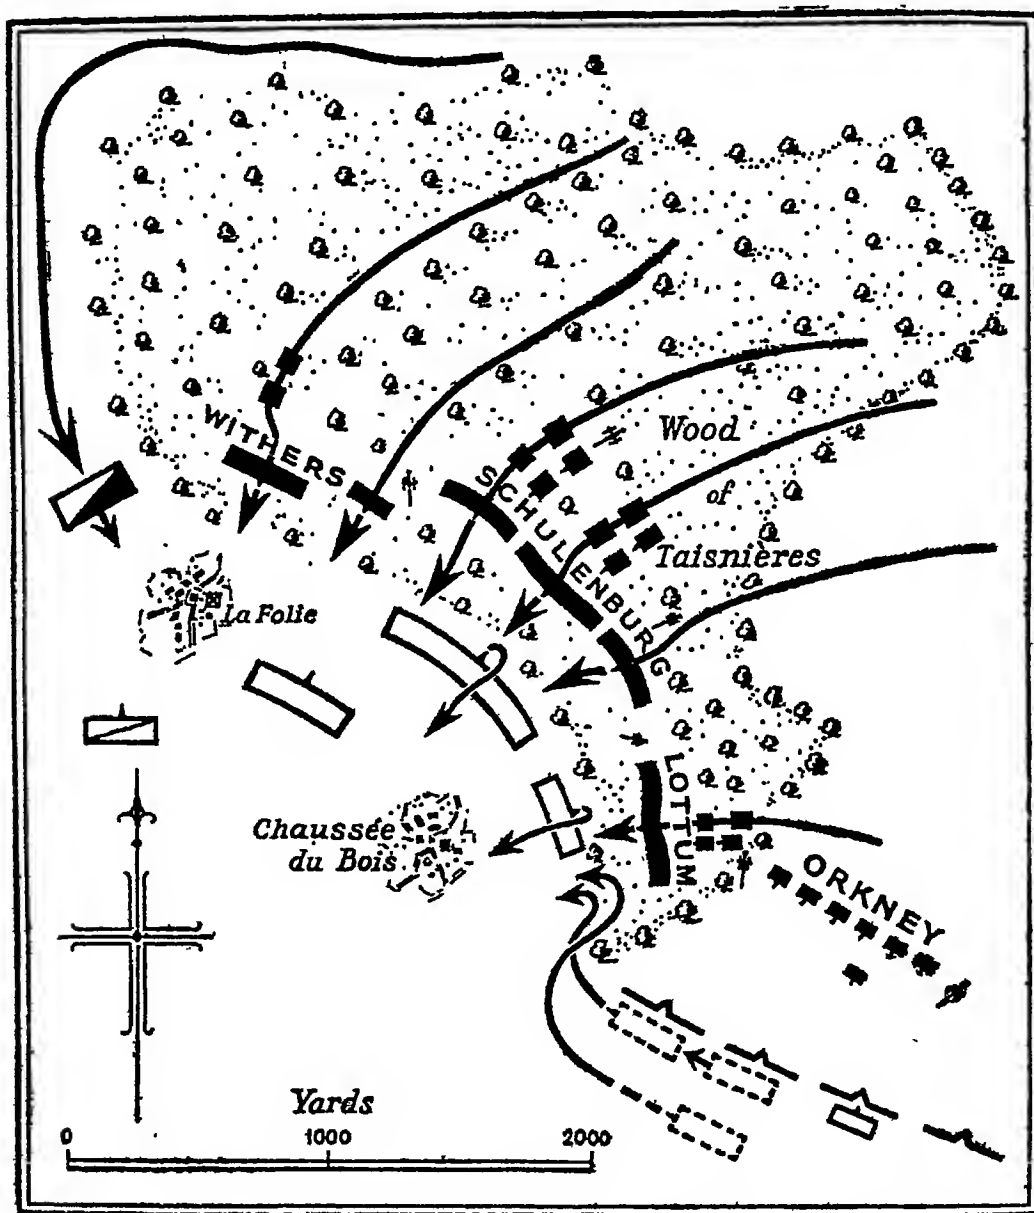 WITHERS
SCHULENBURG
Wood
of
Taisnières
La Folie
LOTTUM
Chaussée
du Bois
ORKNEY
Yards
0 1000 2000